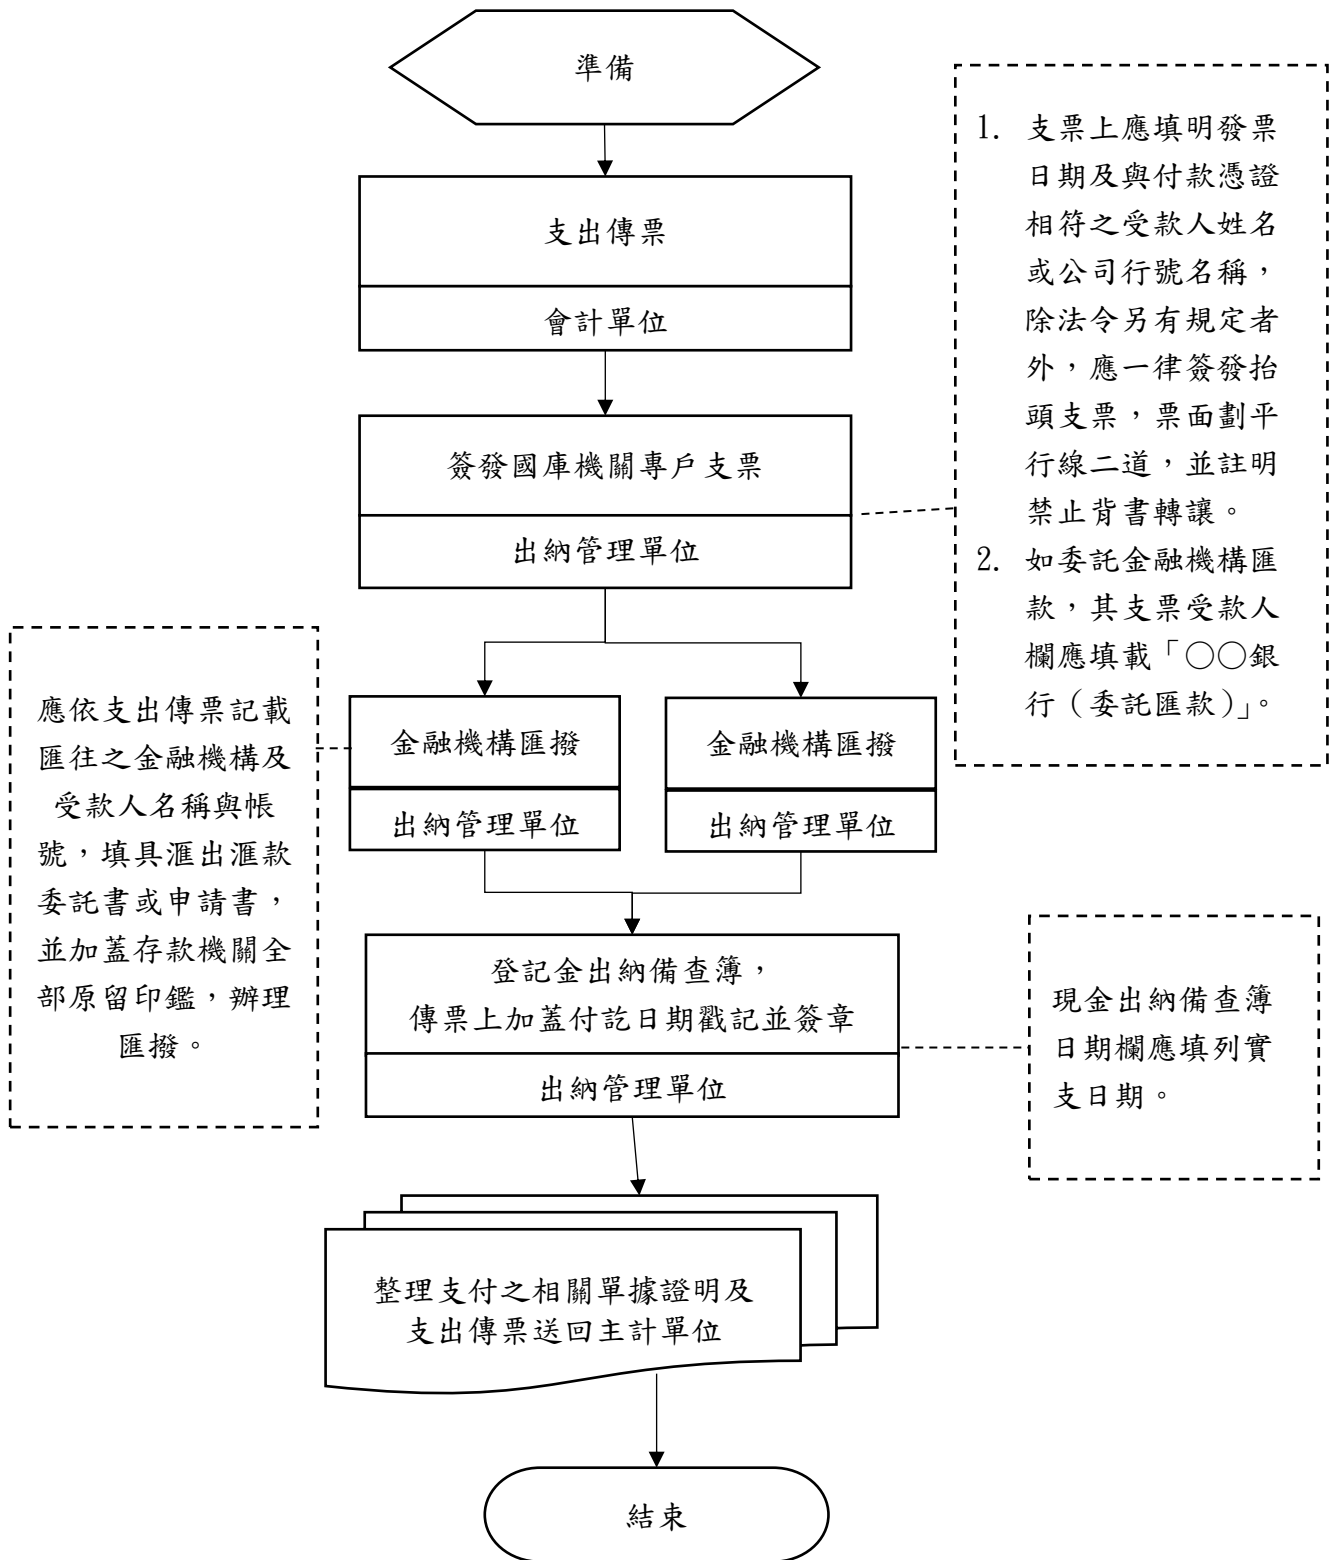 準備
1. 支票上應填明發票
日期及與付款憑證
相符之受款人姓名
或公司行號名稱，
除法令另有規定者
外，應一律簽發抬
頭支票，票面劃平
行線二道，並註明
禁止背書轉讓。
2. 如委託金融機構匯
款，其支票受款人
欄應填載「○○銀
行（委託匯款）」。
支出傳票
會計單位
簽發國庫機關專戶支票
出納管理單位
應依支出傳票記載
匯往之金融機構及
受款人名稱與帳
號，填具滙出滙款
委託書或申請書，
並加蓋存款機關全
部原留印鑑，辦理
匯撥。
金融機構匯撥
出納管理單位
金融機構匯撥
出納管理單位
登記金出納備查簿，
傳票上加蓋付訖日期戳記並簽章
出納管理單位
現金出納備查簿
日期欄應填列實
支日期。
整理支付之相關單據證明及
支出傳票送回主計單位
結束